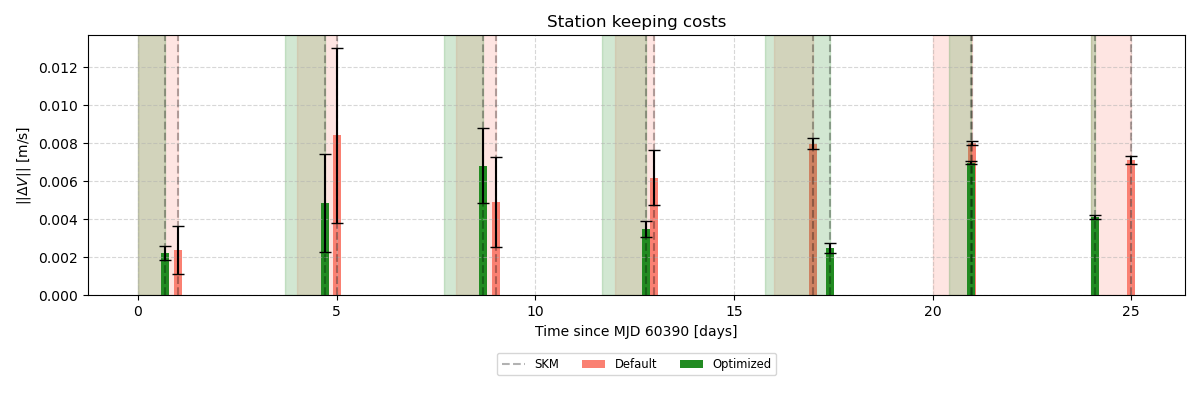 Station keeping costs
||ΔV|| [m/s]
0.012
0.010
0.008
0.006
0.004
0.002
0.000
0 5 10 15 20 25
Time since MJD 60390 [days]
SKM Default Optimized